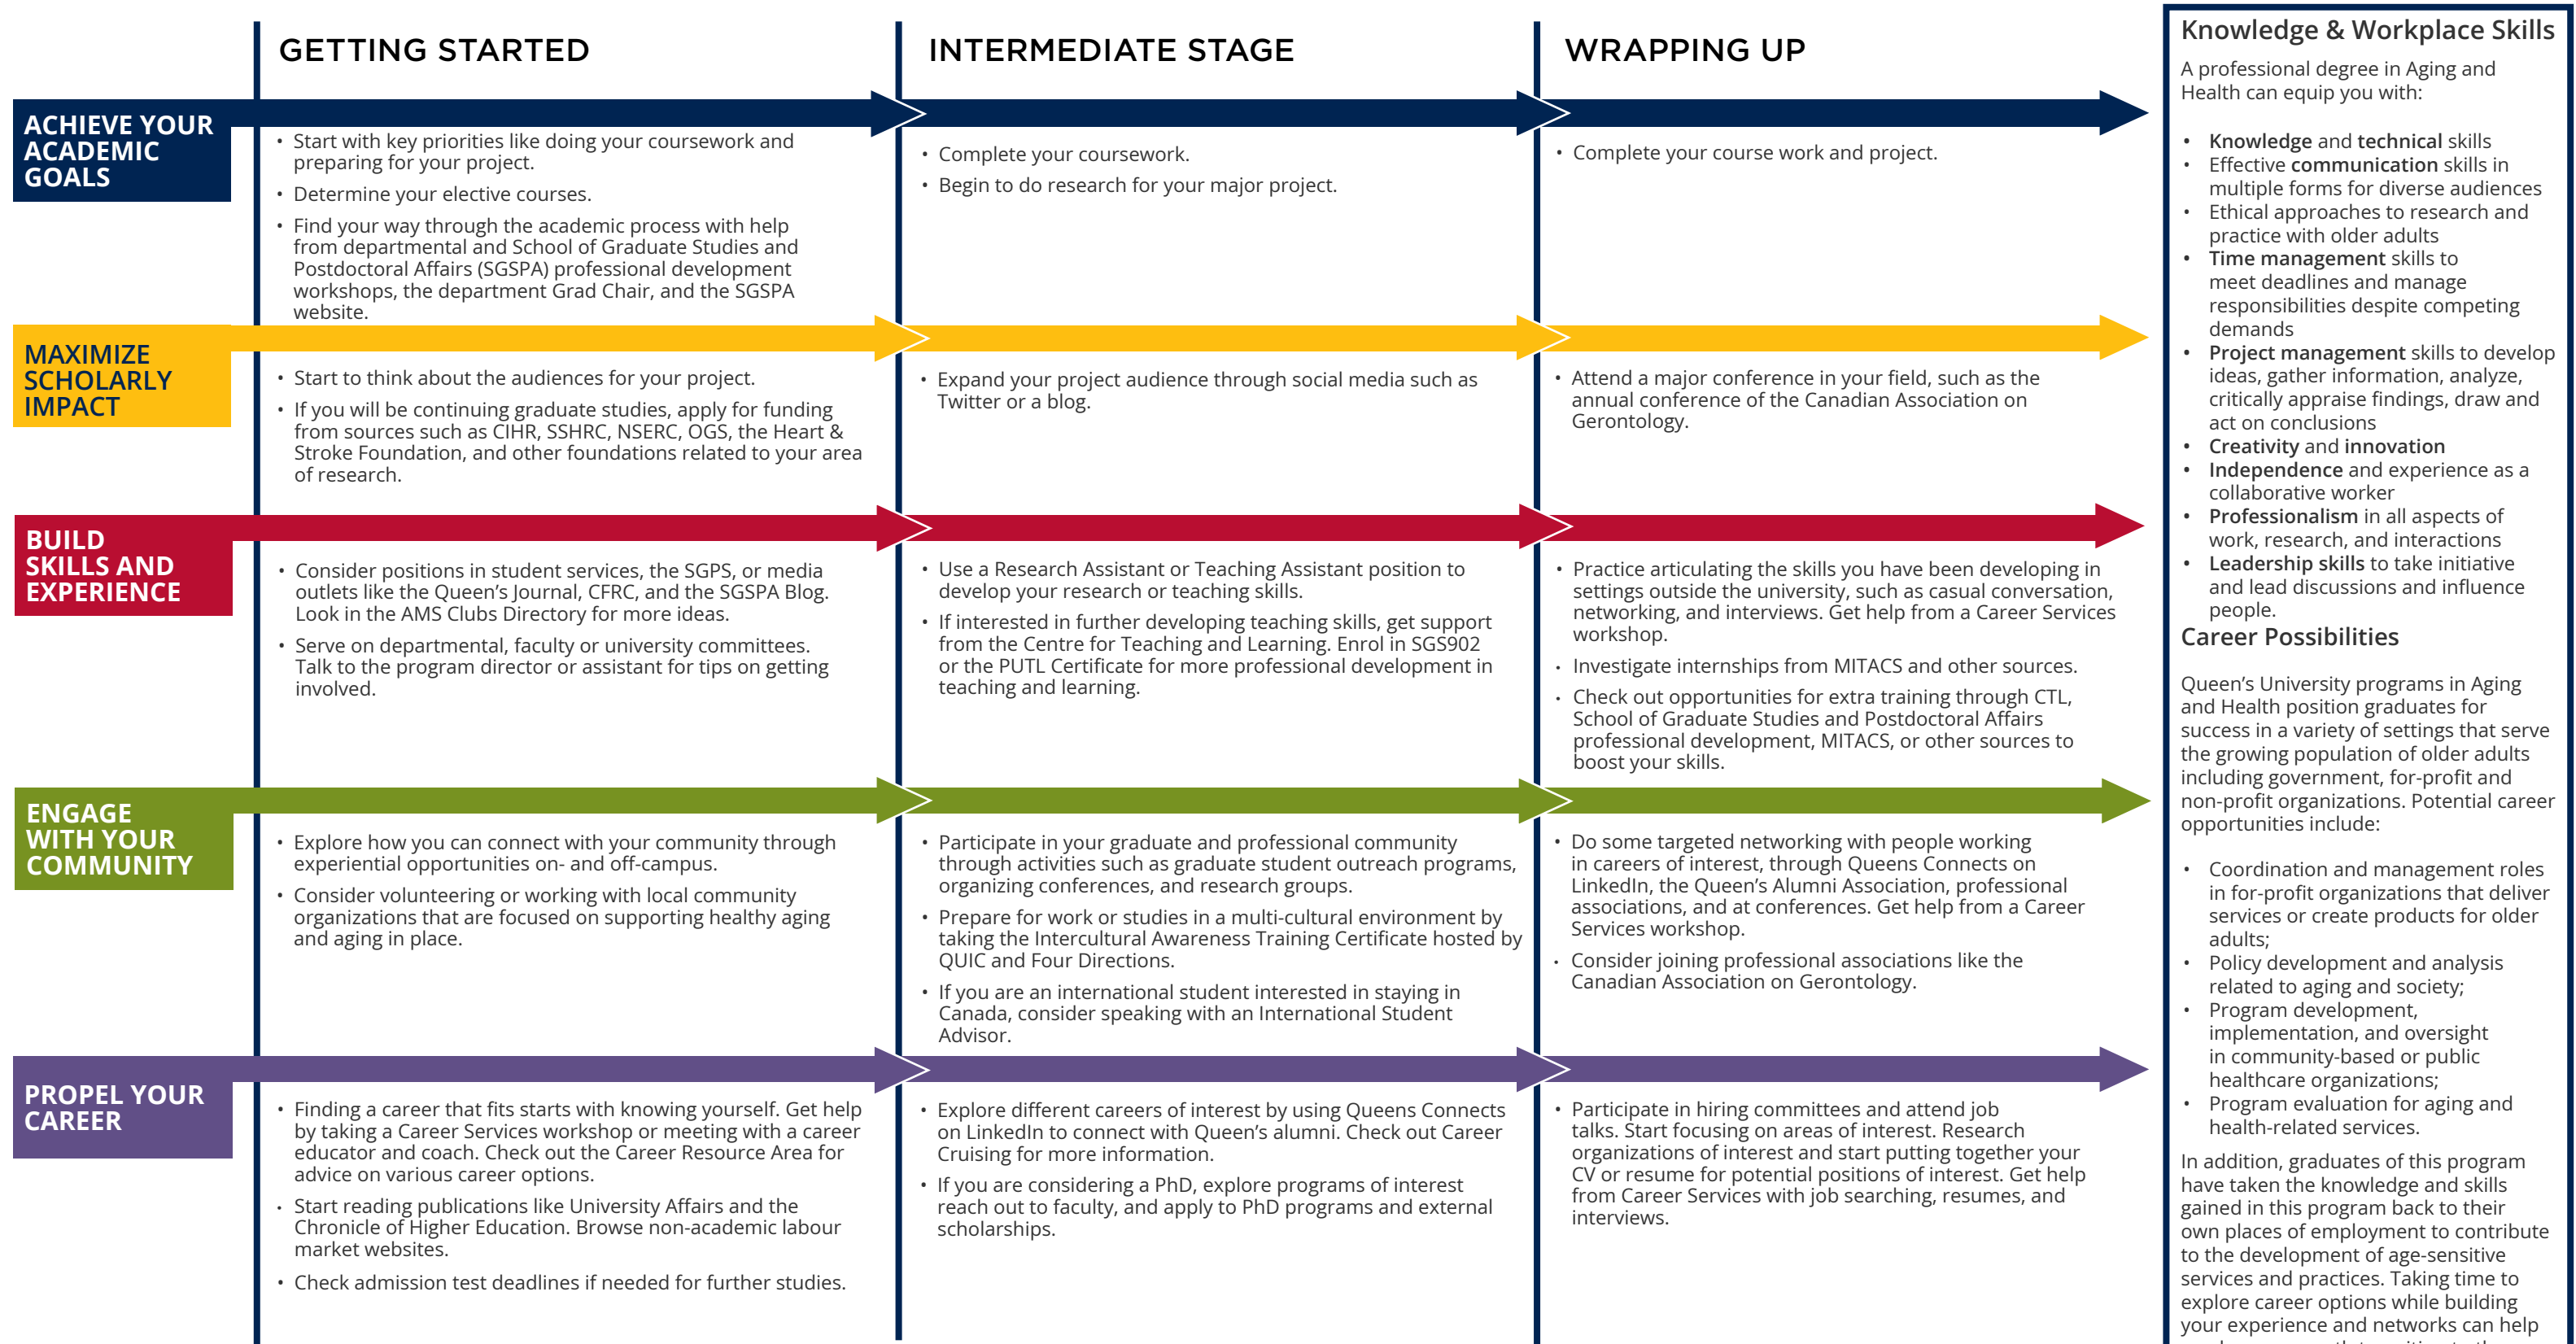 GETTING STARTED
INTERMEDIATE STAGE
WRAPPING UP
ACHIEVE YOUR
ACADEMIC
GOALS
• Start with key priorities like doing your coursework and
preparing for your project.
• Determine your elective courses.
• Find your way through the academic process with help
from departmental and School of Graduate Studies and
Postdoctoral Affairs (SGSPA) professional development
workshops, the department Grad Chair, and the SGSPA
website.
• Complete your coursework.
• Begin to do research for your major project.
• Complete your course work and project.
MAXIMIZE
SCHOLARLY
IMPACT
• Start to think about the audiences for your project.
• If you will be continuing graduate studies, apply for funding
from sources such as CIHR, SSHRC, NSERC, OGS, the Heart &
Stroke Foundation, and other foundations related to your area
of research.
• Expand your project audience through social media such as
Twitter or a blog.
• Attend a major conference in your field, such as the
annual conference of the Canadian Association on
Gerontology.
BUILD
SKILLS AND
EXPERIENCE
• Consider positions in student services, the SGPS, or media
outlets like the Queen’s Journal, CFRC, and the SGSPA Blog.
Look in the AMS Clubs Directory for more ideas.
• Serve on departmental, faculty or university committees.
Talk to the program director or assistant for tips on getting
involved.
• Use a Research Assistant or Teaching Assistant position to
develop your research or teaching skills.
• If interested in further developing teaching skills, get support
from the Centre for Teaching and Learning. Enrol in SGS902
or the PUTL Certificate for more professional development in
teaching and learning.
• Practice articulating the skills you have been developing in
settings outside the university, such as casual conversation,
networking, and interviews. Get help from a Career Services
workshop.
• Investigate internships from MITACS and other sources.
• Check out opportunities for extra training through CTL,
School of Graduate Studies and Postdoctoral Affairs
professional development, MITACS, or other sources to
boost your skills.
ENGAGE
WITH YOUR
COMMUNITY
• Explore how you can connect with your community through
experiential opportunities on- and off-campus.
• Consider volunteering or working with local community
organizations that are focused on supporting healthy aging
and aging in place.
• Participate in your graduate and professional community
through activities such as graduate student outreach programs,
organizing conferences, and research groups.
• Prepare for work or studies in a multi-cultural environment by
taking the Intercultural Awareness Training Certificate hosted by
QUIC and Four Directions.
• If you are an international student interested in staying in
Canada, consider speaking with an International Student
Advisor.
• Do some targeted networking with people working
in careers of interest, through Queens Connects on
LinkedIn, the Queen’s Alumni Association, professional
associations, and at conferences. Get help from a Career
Services workshop.
• Consider joining professional associations like the
Canadian Association on Gerontology.
PROPEL YOUR
CAREER
• Finding a career that fits starts with knowing yourself. Get help
by taking a Career Services workshop or meeting with a career
educator and coach. Check out the Career Resource Area for
advice on various career options.
• Start reading publications like University Affairs and the
Chronicle of Higher Education. Browse non-academic labour
market websites.
• Check admission test deadlines if needed for further studies.
• Explore different careers of interest by using Queens Connects
on LinkedIn to connect with Queen’s alumni. Check out Career
Cruising for more information.
• If you are considering a PhD, explore programs of interest
reach out to faculty, and apply to PhD programs and external
scholarships.
• Participate in hiring committees and attend job
talks. Start focusing on areas of interest. Research
organizations of interest and start putting together your
CV or resume for potential positions of interest. Get help
from Career Services with job searching, resumes, and
interviews.
Knowledge & Workplace Skills
A professional degree in Aging and
Health can equip you with:
• Knowledge and technical skills
• Effective communication skills in
multiple forms for diverse audiences
• Ethical approaches to research and
practice with older adults
• Time management skills to
meet deadlines and manage
responsibilities despite competing
demands
• Project management skills to develop
ideas, gather information, analyze,
critically appraise findings, draw and
act on conclusions
• Creativity and innovation
• Independence and experience as a
collaborative worker
• Professionalism in all aspects of
work, research, and interactions
• Leadership skills to take initiative
and lead discussions and influence
people.
Career Possibilities
Queen’s University programs in Aging
and Health position graduates for
success in a variety of settings that serve
the growing population of older adults
including government, for-profit and
non-profit organizations. Potential career
opportunities include:
• Coordination and management roles
in for-profit organizations that deliver
services or create products for older
adults;
• Policy development and analysis
related to aging and society;
• Program development,
implementation, and oversight
in community-based or public
healthcare organizations;
• Program evaluation for aging and
health-related services.
In addition, graduates of this program
have taken the knowledge and skills
gained in this program back to their
own places of employment to contribute
to the development of age-sensitive
services and practices. Taking time to
explore career options while building
your experience and networks can help